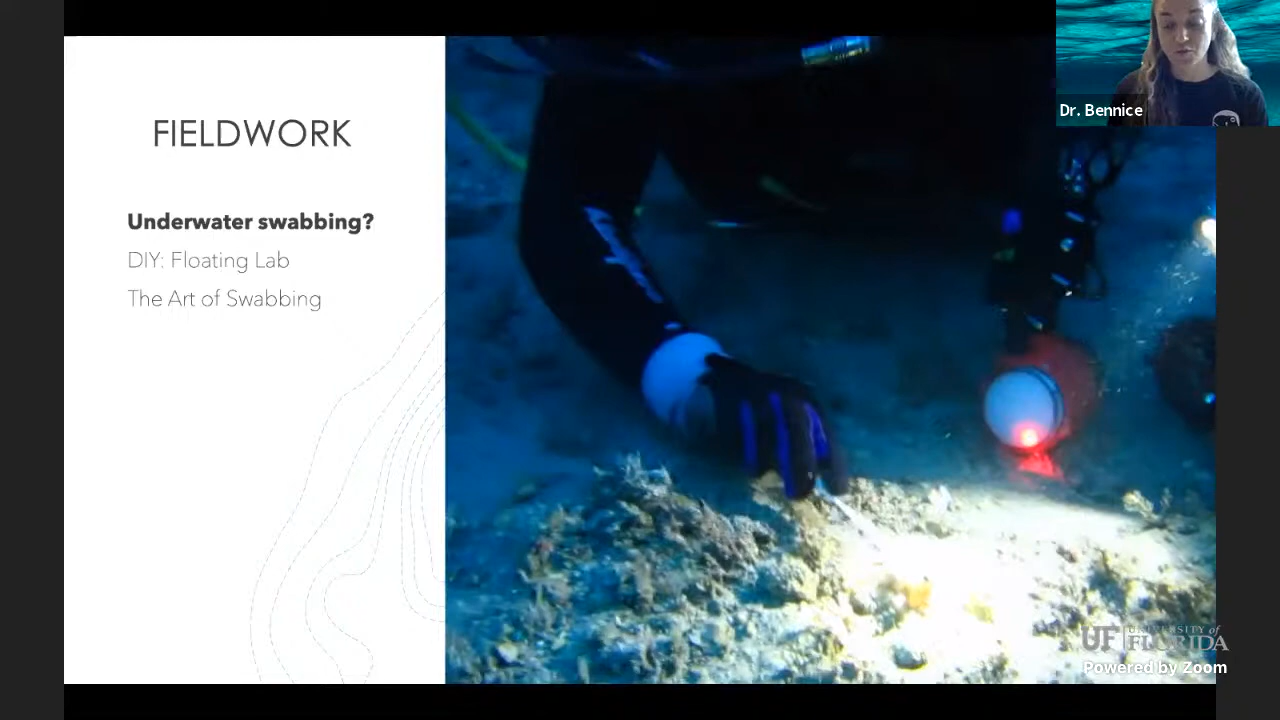 FIELDWORK
Underwater swabbing?
DIY: Floating Lab
The Art of Swabbing
Dr. Bennice
UF UNIVERSITY of
FLORIDA
Powered by Zoom